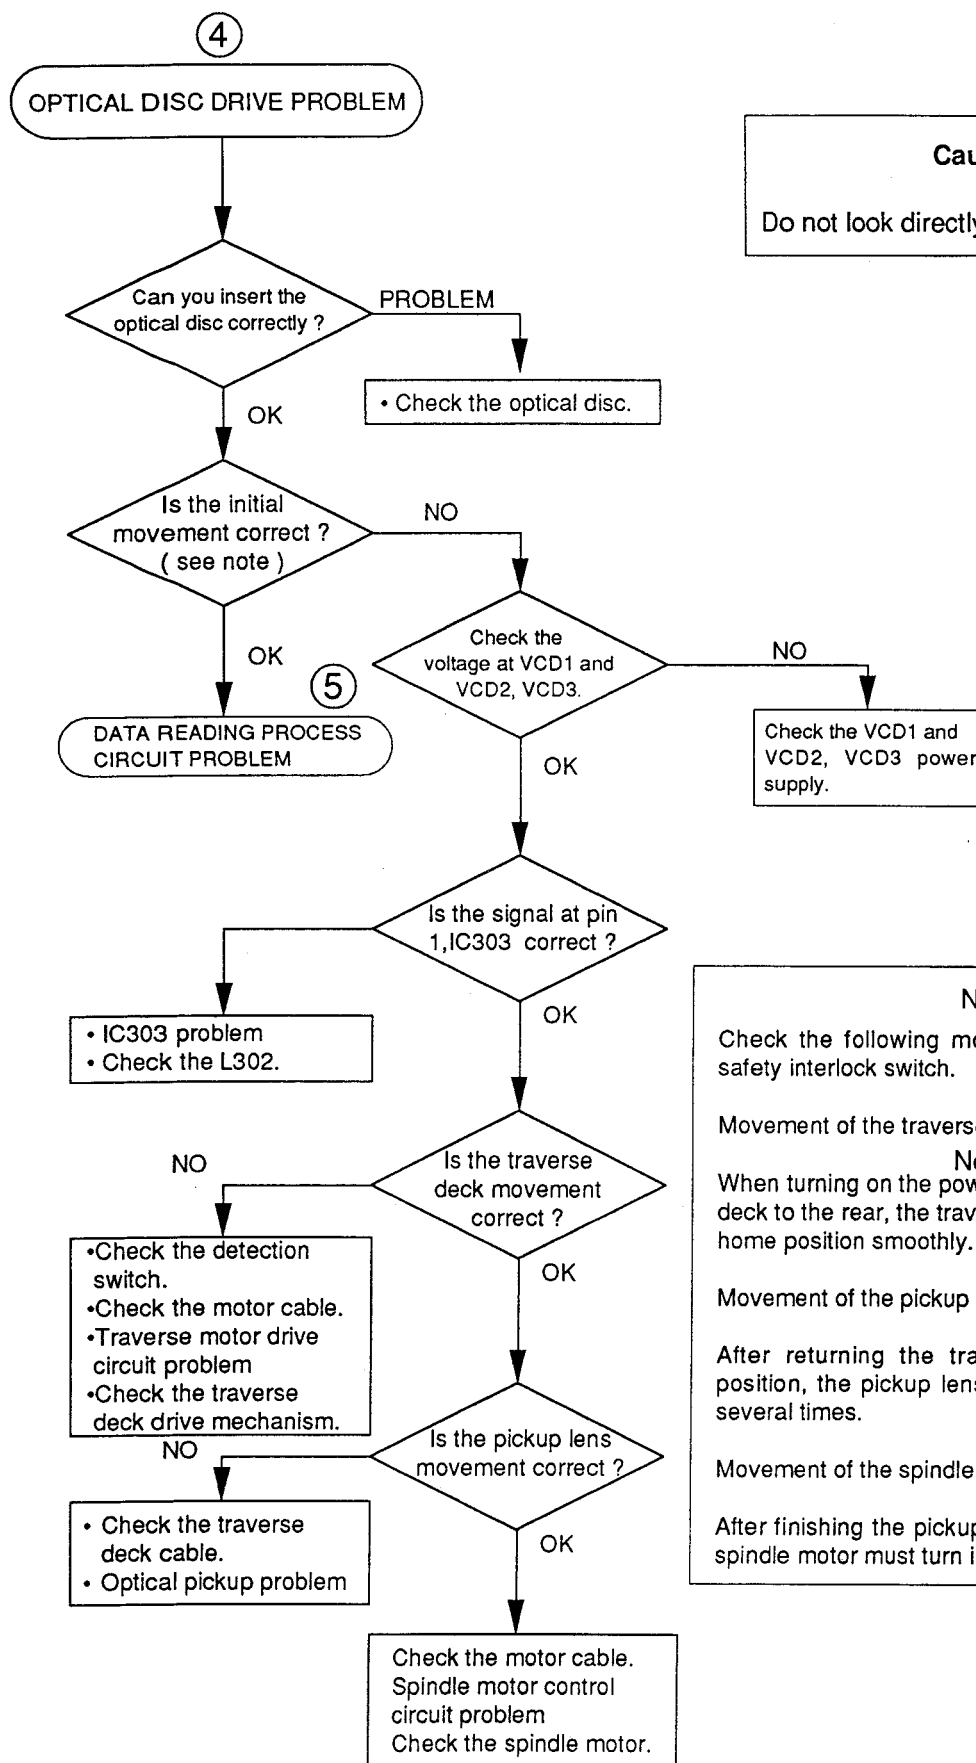 4
OPTICAL DISC DRIVE PROBLEM
Cau
Do not look directly
Can you insert the
optical disc correctly ?
PROBLEM
• Check the optical disc.
OK
Is the initial
movement correct ?
( see note )
NO
OK
Check the
voltage at VCD1 and
VCD2, VCD3.
NO
5
DATA READING PROCESS
CIRCUIT PROBLEM
Check the VCD1 and
VCD2, VCD3 power
supply.
OK
Is the signal at pin
1,IC303 correct ?
• IC303 problem
• Check the L302.
OK
Is the traverse
deck movement
correct ?
NO
•Check the detection
switch.
•Check the motor cable.
•Traverse motor drive
circuit problem
•Check the traverse
deck drive mechanism.
OK
Is the pickup lens
movement correct ?
NO
• Check the traverse
deck cable.
• Optical pickup problem
OK
Check the motor cable.
Spindle motor control
circuit problem
Check the spindle motor.
N
Check the following mo
safety interlock switch.
Movement of the traverse
No
When turning on the pow
deck to the rear, the trav
home position smoothly.
Movement of the pickup
After returning the tra
position, the pickup lens
several times.
Movement of the spindle
After finishing the pickup
spindle motor must turn i